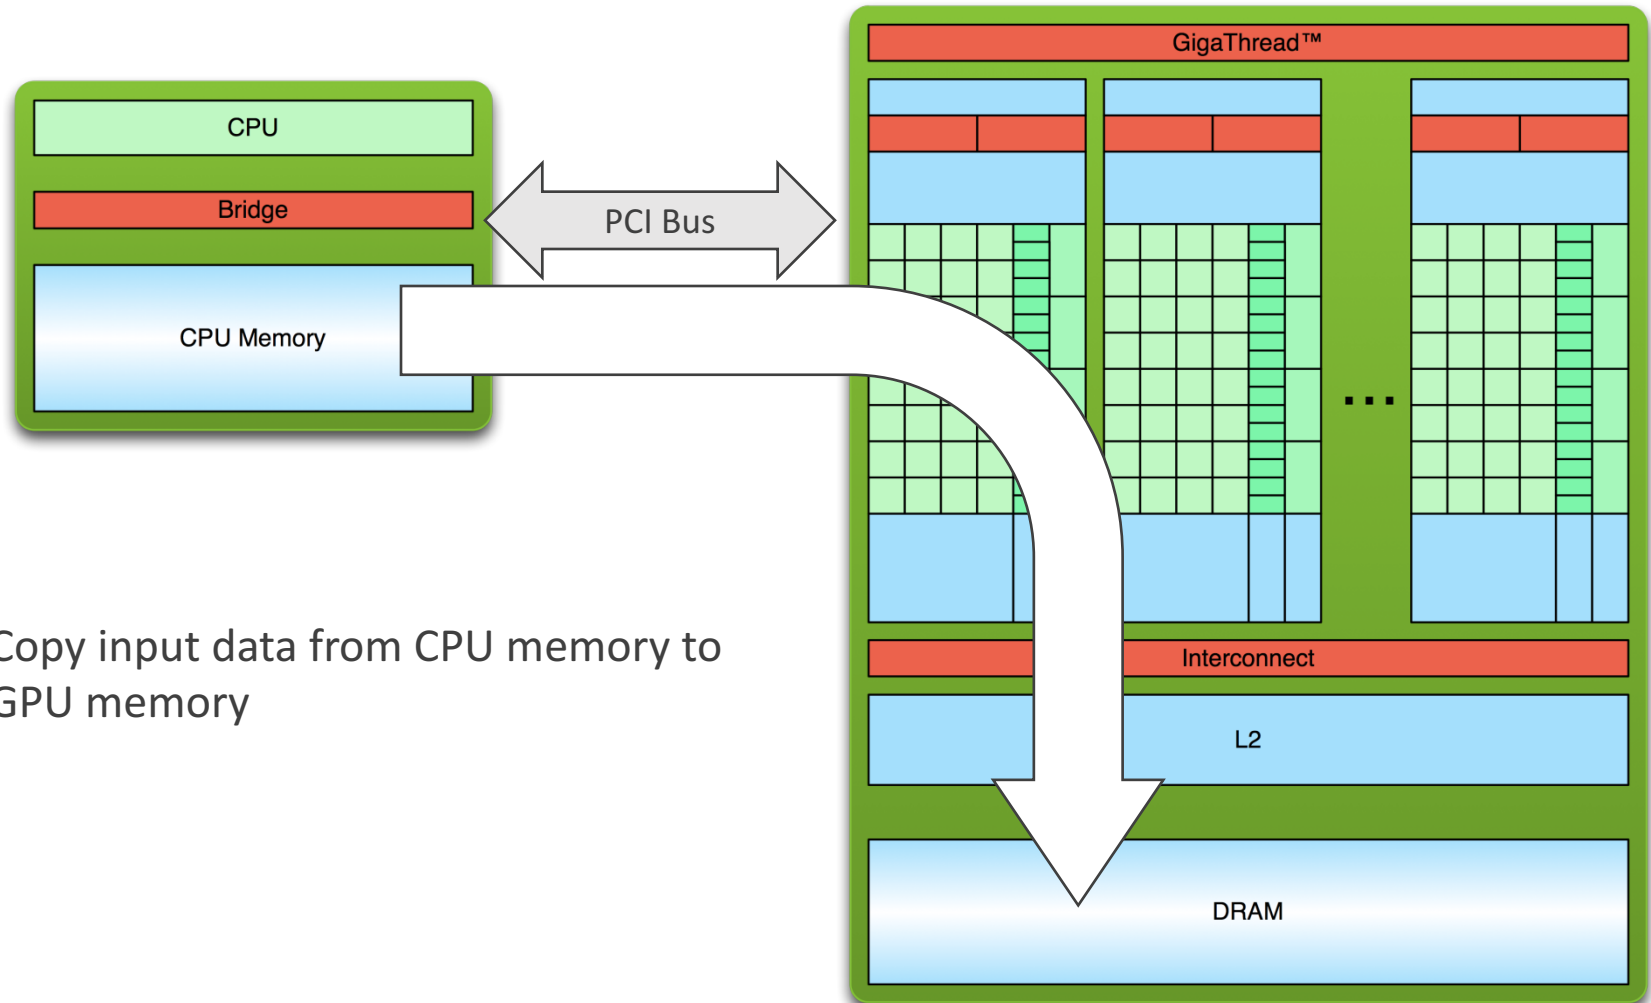 GigaThread™
CPU
Bridge
PCI Bus
CPU Memory
...
Copy input data from CPU memory to
GPU memory
Interconnect
L2
DRAM